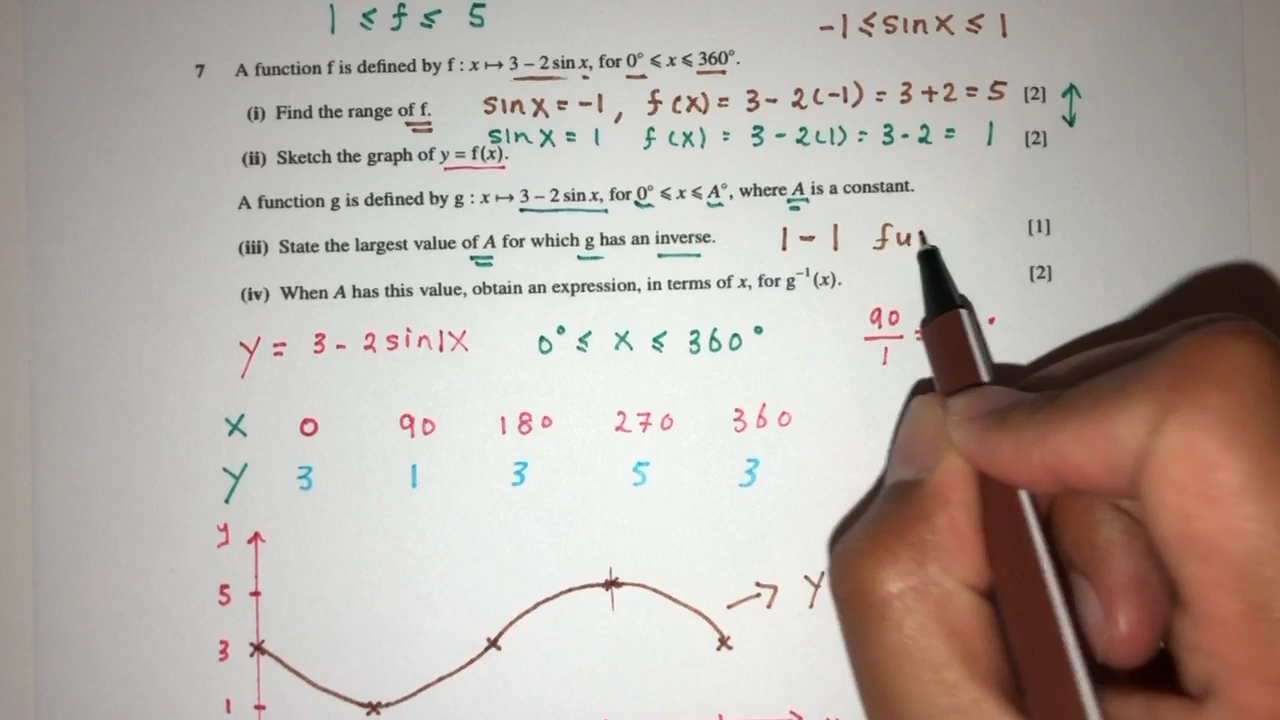 1 ≤ f ≤ 5
-1 ≤ sin x ≤ 1
7 A function f is defined by f : x ↦ 3 – 2 sin x, for 0° ⩽ x ⩽ 360°.
(i) Find the range of f. [2]
sin x = -1, f(x) = 3 - 2(-1) = 3 + 2 = 5
sin x = 1 f(x) = 3 - 2(1) = 3 - 2 = 1
(ii) Sketch the graph of y = f(x). [2]
A function g is defined by g : x ↦ 3 – 2 sin x, for 0° ⩽ x ⩽ A°, where A is a constant.
(iii) State the largest value of A for which g has an inverse. [1]
1 - 1 fu
(iv) When A has this value, obtain an expression, in terms of x, for g⁻¹(x). [2]
y = 3 - 2 sin 1x 0° ≤ x ≤ 360° 90/1 =
x 0 90 180 270 360
y 3 1 3 5 3
y
5
3
1
y